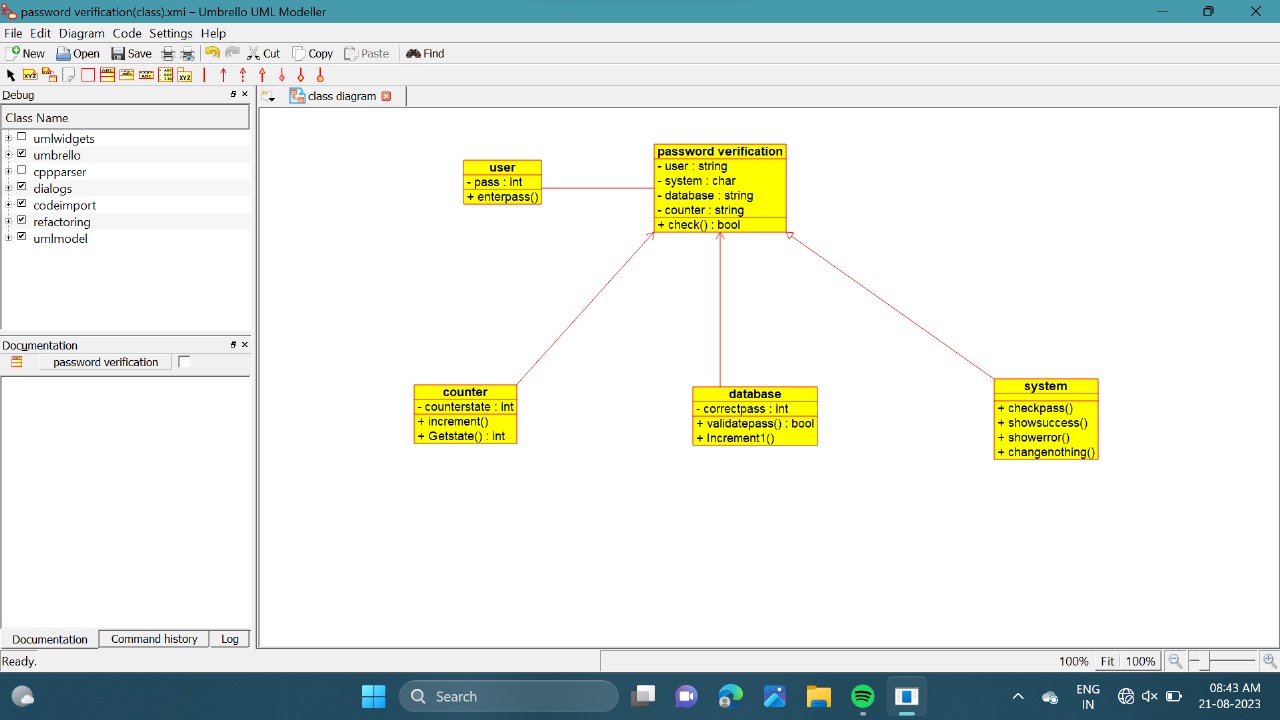 password verification(class).xmi – Umbrello UML Modeller
File Edit Diagram Code Settings Help
New Open Save Cut Copy Paste Find
Debug
Class Name
umlwidgets
umbrello
cppparser
dialogs
codeimport
refactoring
umlmodel
Documentation
password verification
Documentation Command history Log
class diagram
user
- pass : int
+ enterpass()
password verification
- user : string
- system : char
- database : string
- counter : string
+ check() : bool
counter
- counterstate : int
+ increment()
+ Getstate() : int
database
- correctpass : int
+ validatepass() : bool
+ Increment1()
system
+ checkpass()
+ showsuccess()
+ showerror()
+ changenothing()
Ready.
100% Fit 100%
Search
ENG
IN
08:43 AM
21-08-2023